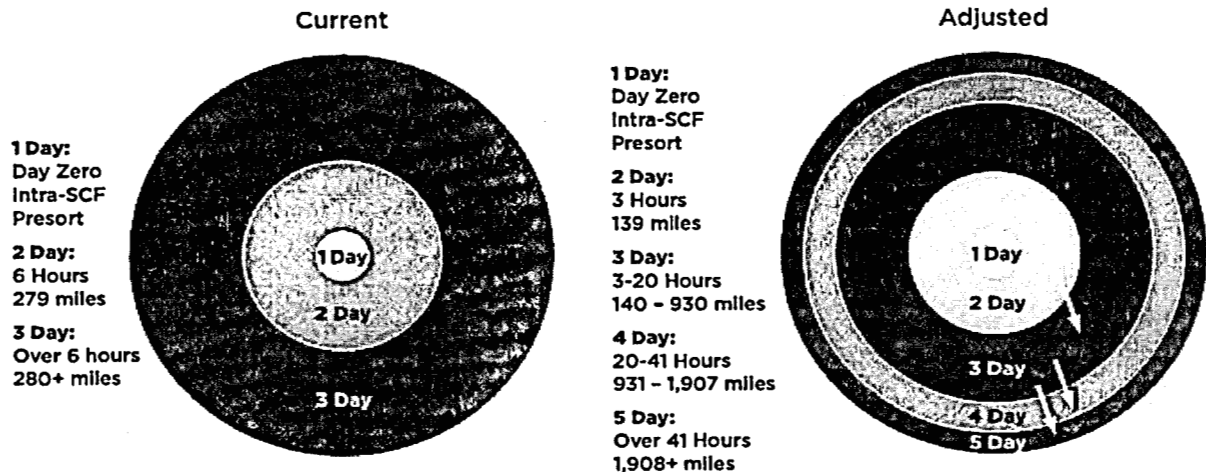 Current
1 Day:
Day Zero
Intra-SCF
Presort
2 Day:
6 Hours
279 miles
3 Day:
Over 6 hours
280+ miles
1 Day
2 Day
3 Day
Adjusted
1 Day:
Day Zero
Intra-SCF
Presort
2 Day:
3 Hours
139 miles
3 Day:
3-20 Hours
140 – 930 miles
4 Day:
20-41 Hours
931 – 1,907 miles
5 Day:
Over 41 Hours
1,908+ miles
1 Day
2 Day
3 Day
4 Day
5 Day